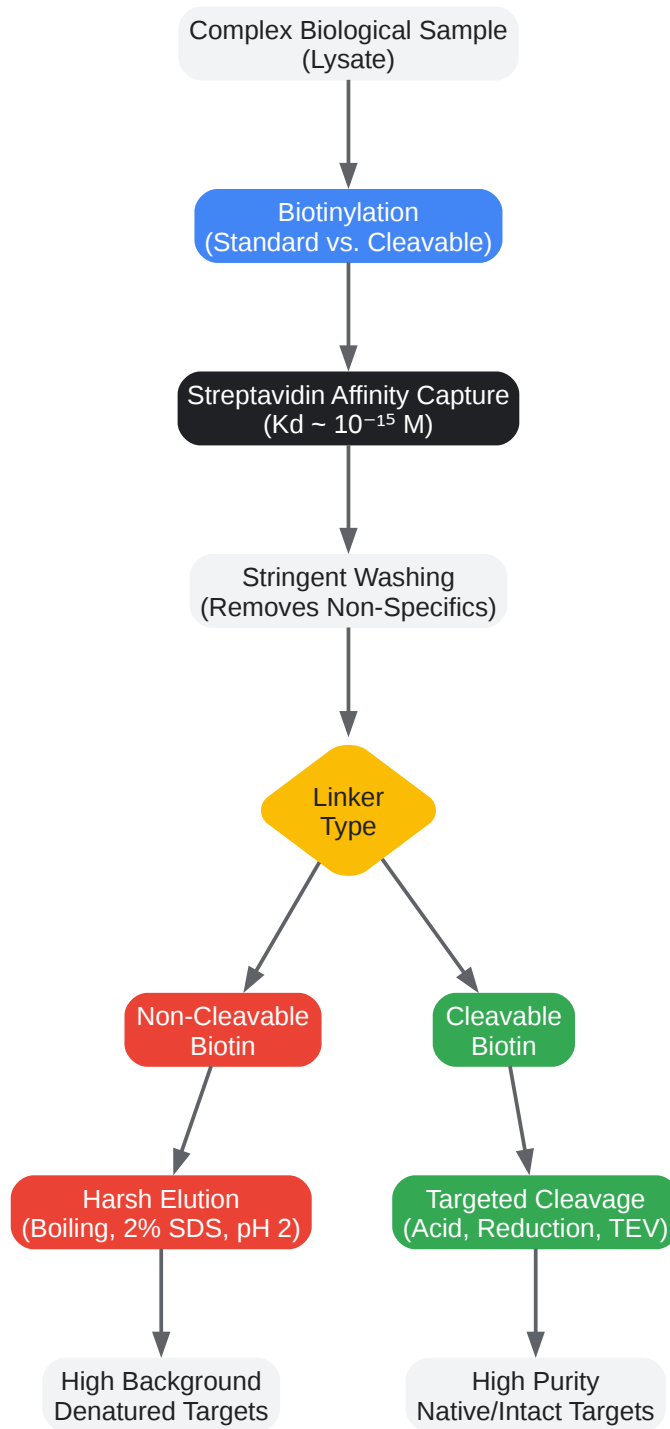 Complex Biological Sample
(Lysate)
Biotinylation
(Standard vs. Cleavable)
Streptavidin Affinity Capture
(Kd ~ 10⁻¹⁵ M)
Stringent Washing
(Removes Non-Specifics)
Linker
Type
Non-Cleavable
Biotin
Cleavable
Biotin
Harsh Elution
(Boiling, 2% SDS, pH 2)
Targeted Cleavage
(Acid, Reduction, TEV)
High Background
Denatured Targets
High Purity
Native/Intact Targets